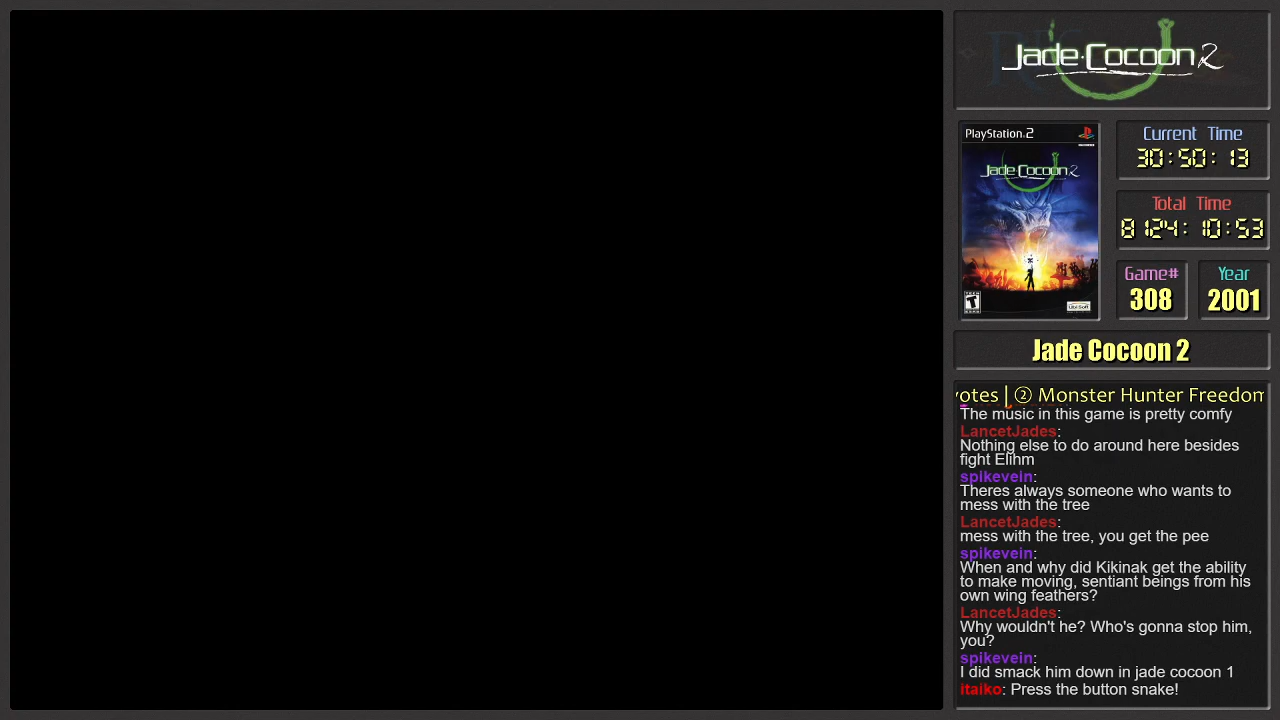 Jade·Cocoon 2
PlayStation.2
Jade·Cocoon 2
Ubi Soft
Current Time
30:50:13
Total Time
8124:10:53
Game#
308
Year
2001
Jade Cocoon 2
votes | ② Monster Hunter Freedom
The music in this game is pretty comfy
LancetJades:
Nothing else to do around here besides
fight Elihm
spikevein:
Theres always someone who wants to
mess with the tree
LancetJades:
mess with the tree, you get the pee
spikevein:
When and why did Kikinak get the ability
to make moving, sentiant beings from his
own wing feathers?
LancetJades:
Why wouldn't he? Who's gonna stop him,
you?
spikevein:
I did smack him down in jade cocoon 1
itaiko: Press the button snake!